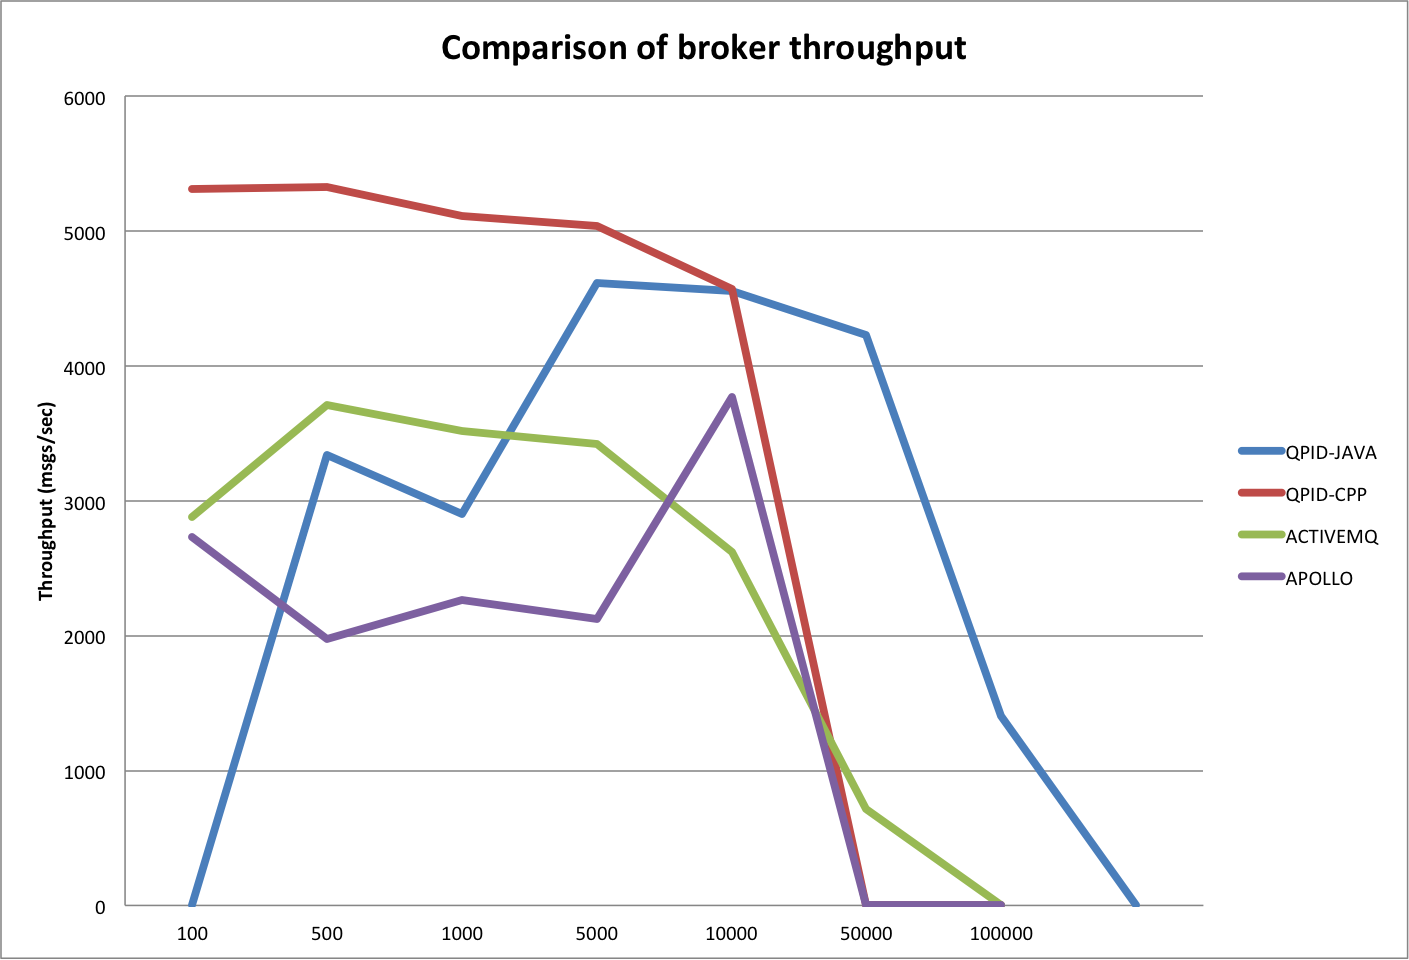 Comparison of broker throughput
6000
5000
4000
3000
2000
1000
0
Throughput (msgs/sec)
100 500 1000 5000 10000 50000 100000
QPID-JAVA
QPID-CPP
ACTIVEMQ
APOLLO